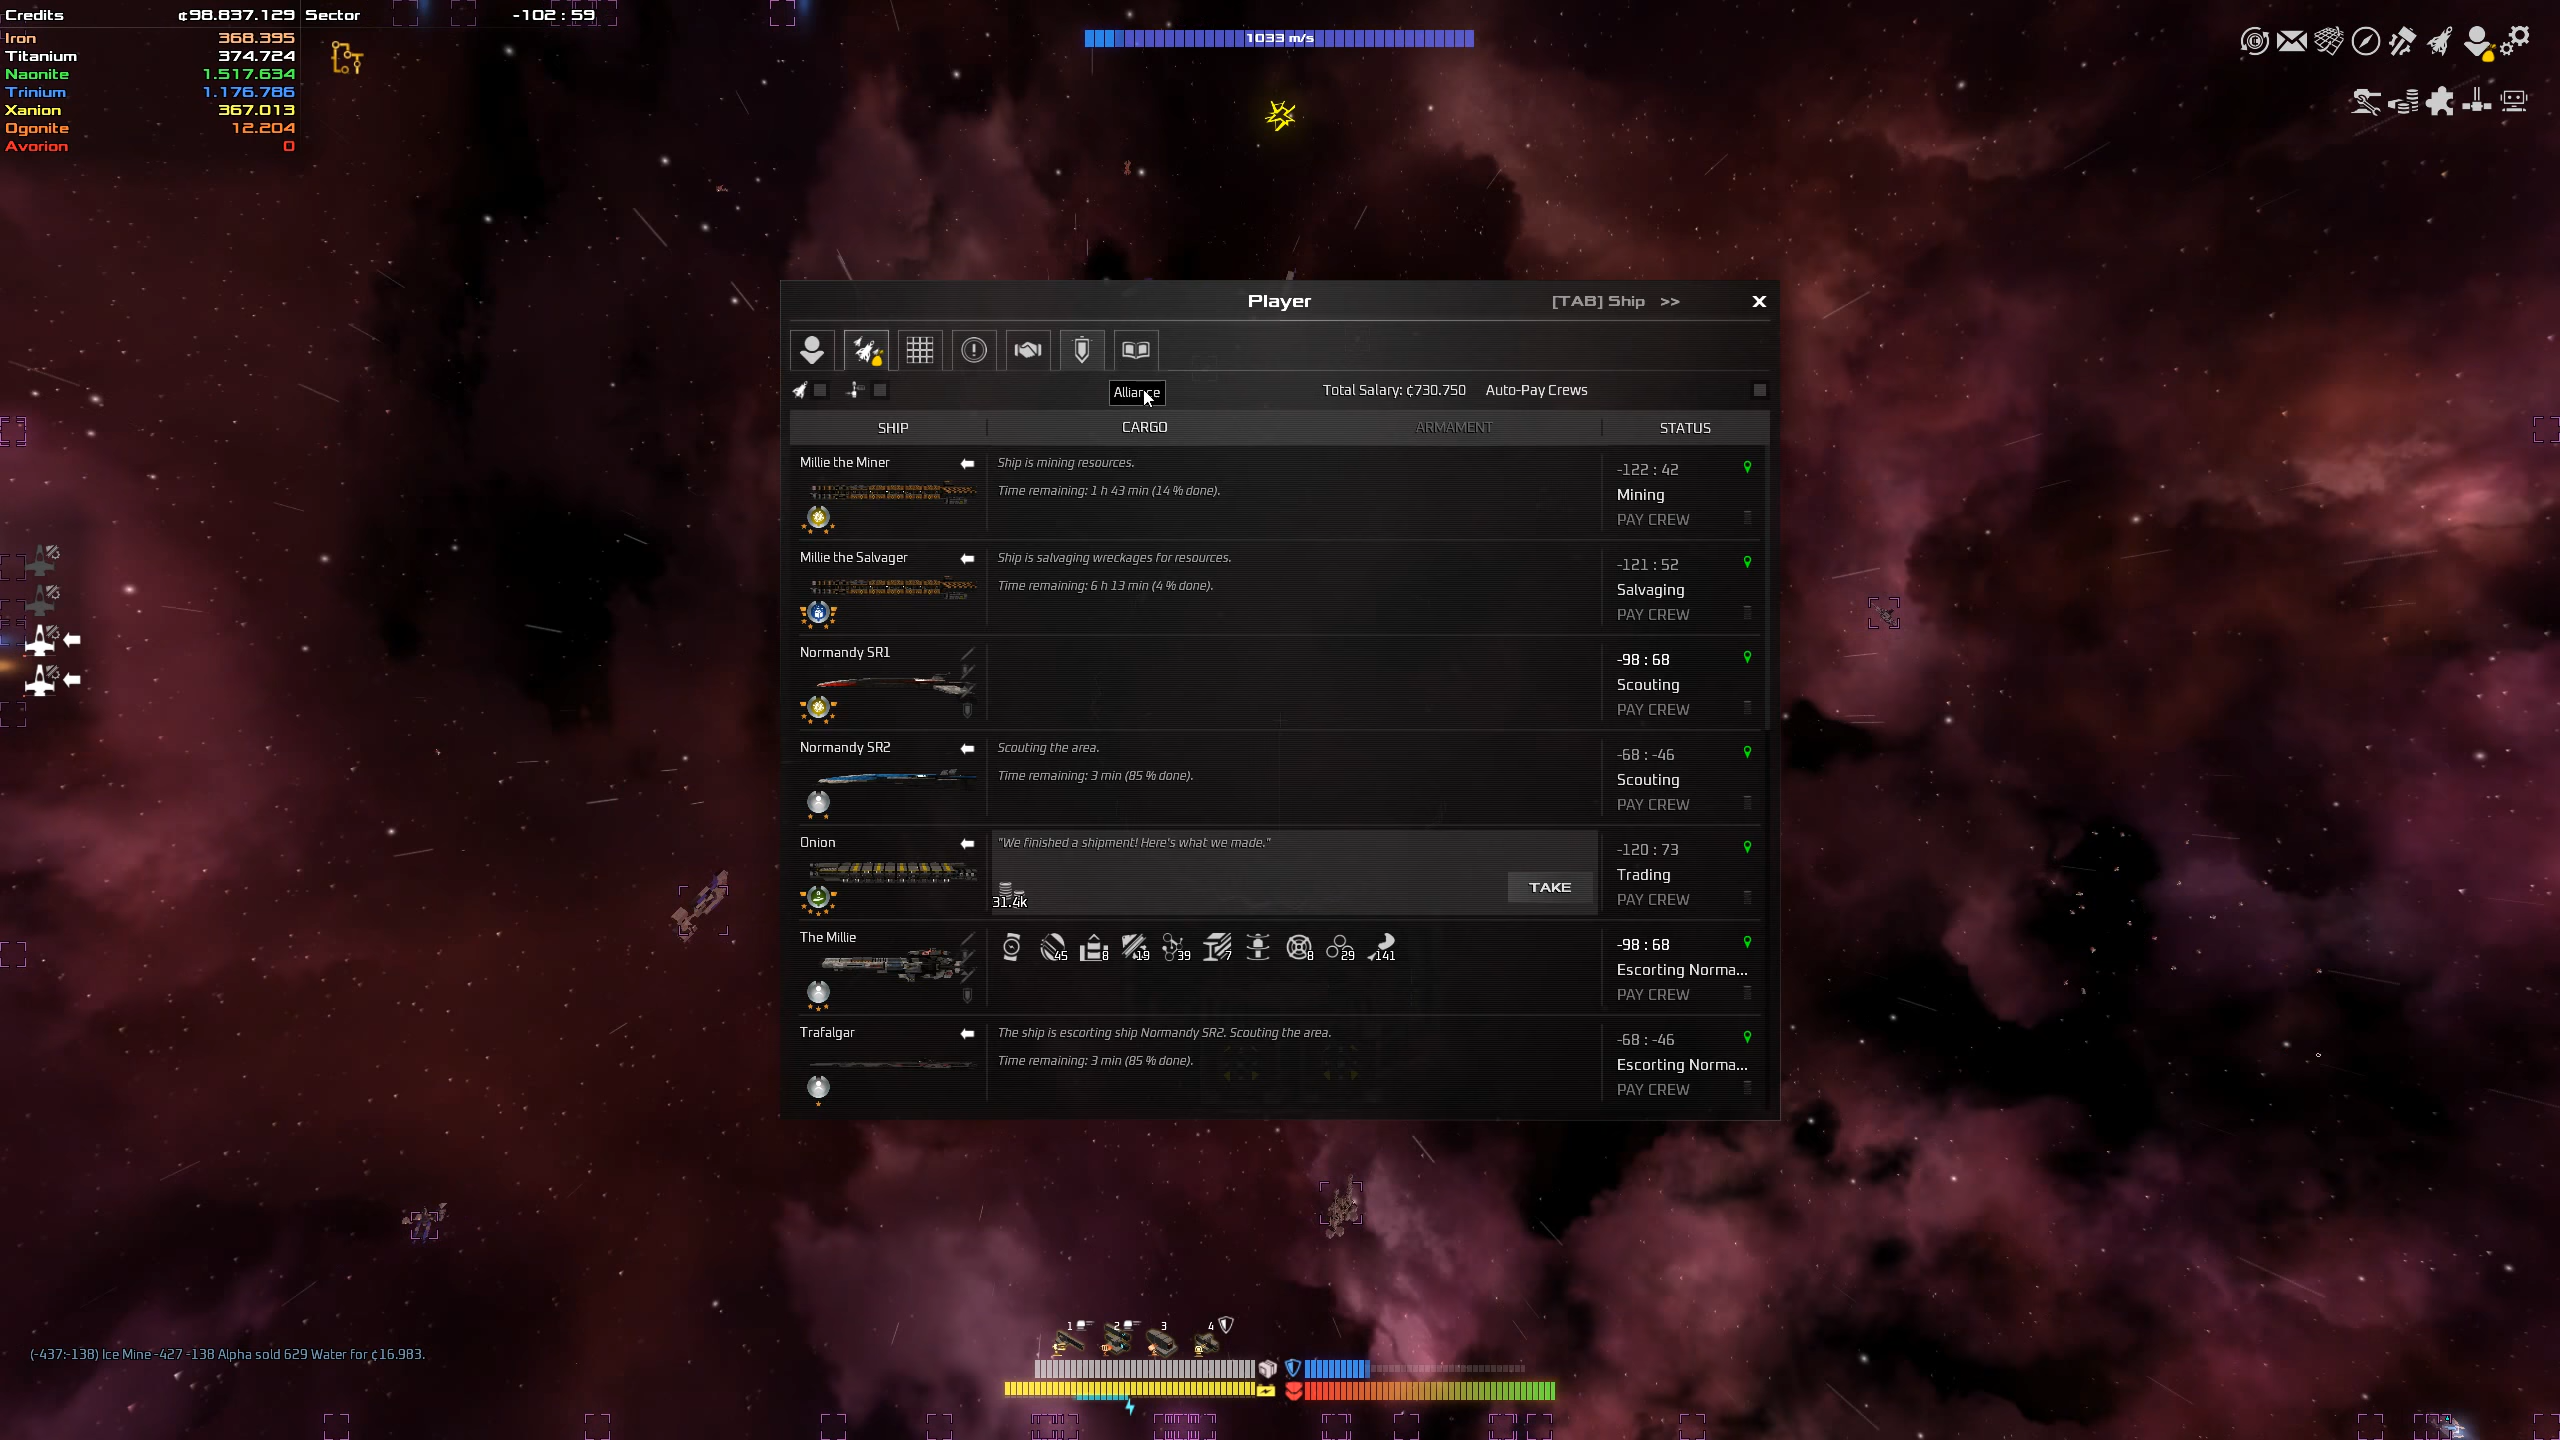 Credits ¢98.837.129 Sector -102 : 59
Iron 368.395
Titanium 374.724
Naonite 1.517.634
Trinium 1.176.786
Xanion 367.013
Ogonite 12.204
Avorion 0
1033 m/s
Player [TAB] Ship >> X
Alliance
Total Salary: ¢730.750 Auto-Pay Crews
SHIP CARGO ARMAMENT STATUS
Millie the Miner
Ship is mining resources.
Time remaining: 1 h 43 min (14 % done).
-122 : 42
Mining
PAY CREW
Millie the Salvager
Ship is salvaging wreckages for resources.
Time remaining: 6 h 13 min (4 % done).
-121 : 52
Salvaging
PAY CREW
Normandy SR1
-98 : 68
Scouting
PAY CREW
Normandy SR2
Scouting the area.
Time remaining: 3 min (85 % done).
-68 : -46
Scouting
PAY CREW
Onion
"We finished a shipment! Here's what we made."
31.4k
TAKE
-120 : 73
Trading
PAY CREW
The Millie
45 8 19 39 7 8 29 141
-98 : 68
Escorting Norma...
PAY CREW
Trafalgar
The ship is escorting ship Normandy SR2. Scouting the area.
Time remaining: 3 min (85 % done).
-68 : -46
Escorting Norma...
PAY CREW
1 2 3 4
(-437:-138) Ice Mine -427 -138 Alpha sold 629 Water for ¢16.983.